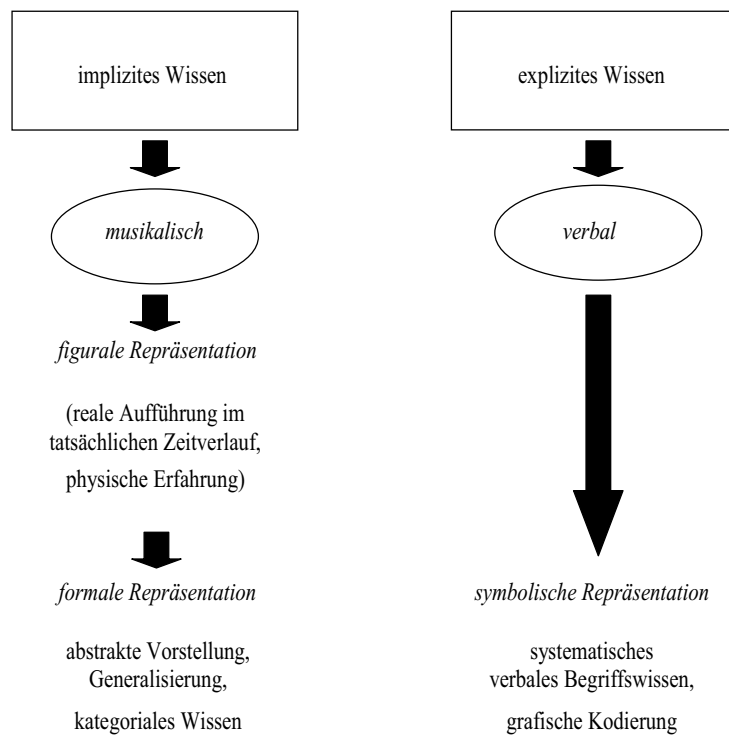 implizites Wissen
musikalisch
figurale Repräsentation
(reale Aufführung im
tatsächlichen Zeitverlauf,
physische Erfahrung)
formale Repräsentation
abstrakte Vorstellung,
Generalisierung,
kategoriales Wissen
explizites Wissen
verbal
symbolische Repräsentation
systematisches
verbales Begriffswissen,
grafische Kodierung